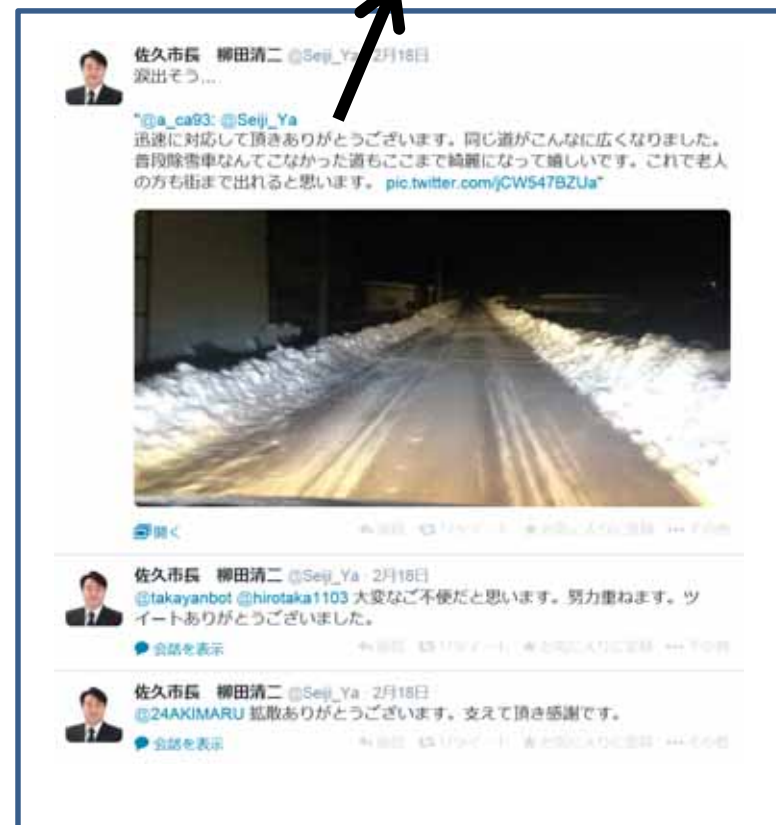 佐久市長　柳田清二 @Seiji_Ya · 2月18日
涙出そう...
"@a_ca93: @Seiji_Ya
迅速に対応して頂きありがとうございます。同じ道がこんなに広くなりました。
普段除雪車なんてこなかった道もここまで綺麗になって嬉しいです。これで老人
の方も街まで出れると思います。 pic.twitter.com/jCW547BZUa"
開く
佐久市長　柳田清二 @Seiji_Ya · 2月18日
@takayanbot @hirotaka1103 大変なご不便だと思います。努力重ねます。ツ
イートありがとうございました。
会話を表示
佐久市長　柳田清二 @Seiji_Ya · 2月18日
@24AKIMARU 拡散ありがとうございます。支えて頂き感謝です。
会話を表示